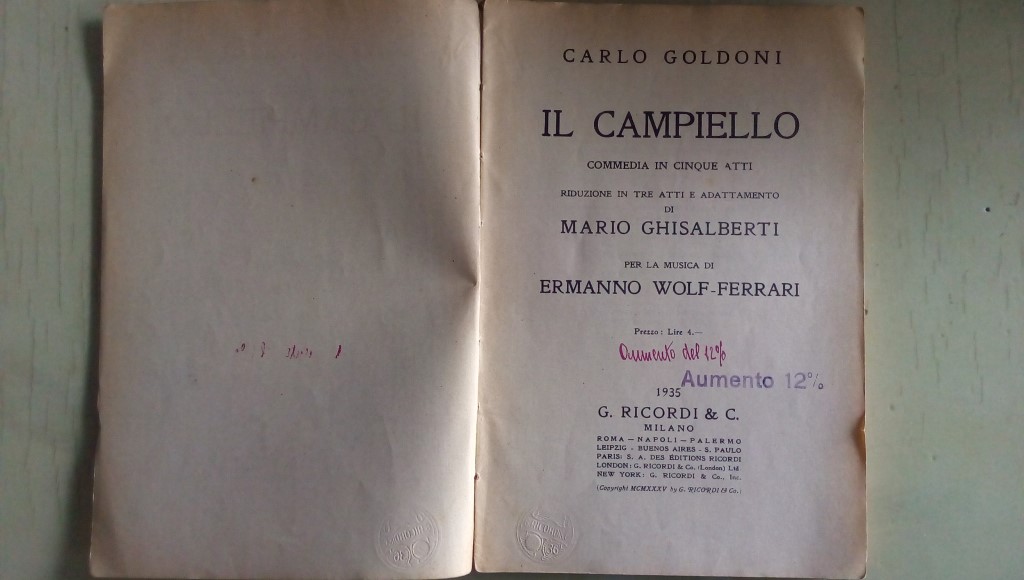 CARLO GOLDONI
IL CAMPIELLO
COMMEDIA IN CINQUE ATTI
RIDUZIONE IN TRE ATTI E ADATTAMENTO
DI
MARIO GHISALBERTI
PER LA MUSICA DI
ERMANNO WOLF-FERRARI
Prezzo: Lire 4.—
Aumento del 12%
Aumento 12%
1935
G. RICORDI & C.
MILANO
ROMA — NAPOLI — PALERMO
LEIPZIG - BUENOS AIRES - S. PAULO
PARIS: S. A. DES ÉDITIONS RICORDI
LONDON: G. RICORDI & Co. (London) Ltd.
NEW YORK: G. RICORDI & Co., Inc.
(Copyright MCMXXXV by G. RICORDI & Co.)